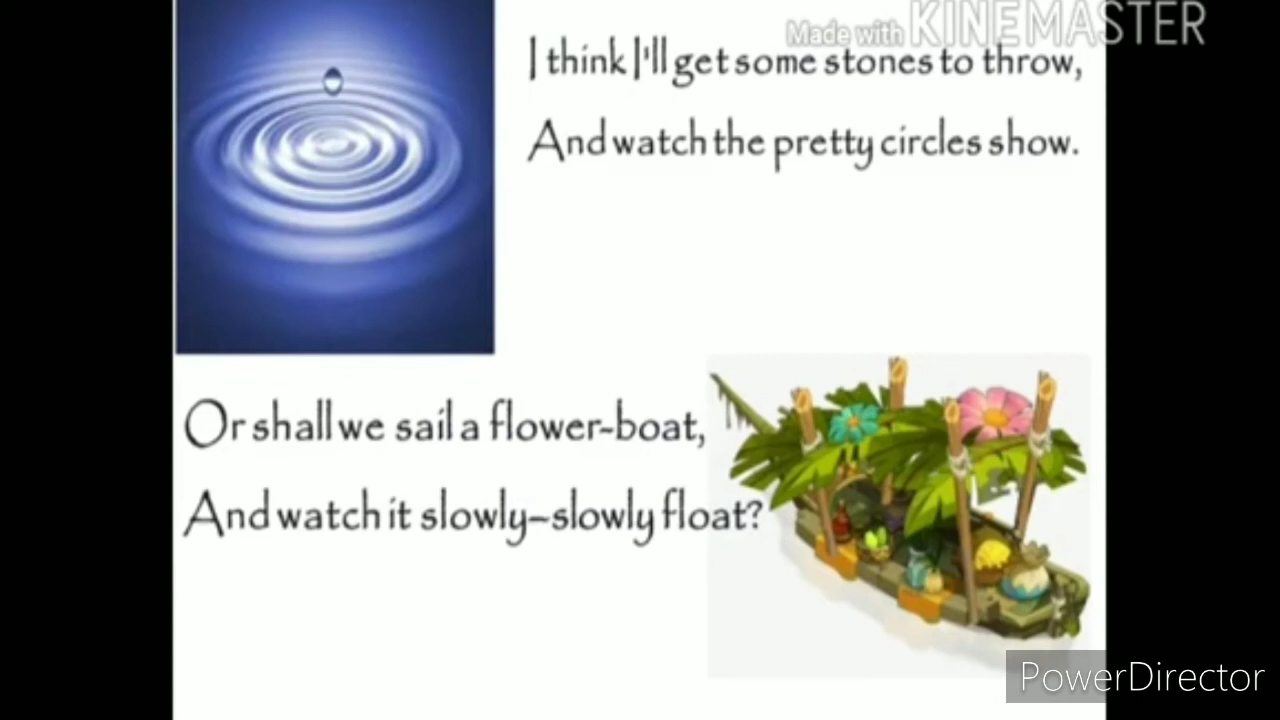 Made with KINEMASTER
I think I'll get some stones to throw,
And watch the pretty circles show.
Or shall we sail a flower-boat,
And watch it slowly–slowly float?
PowerDirector